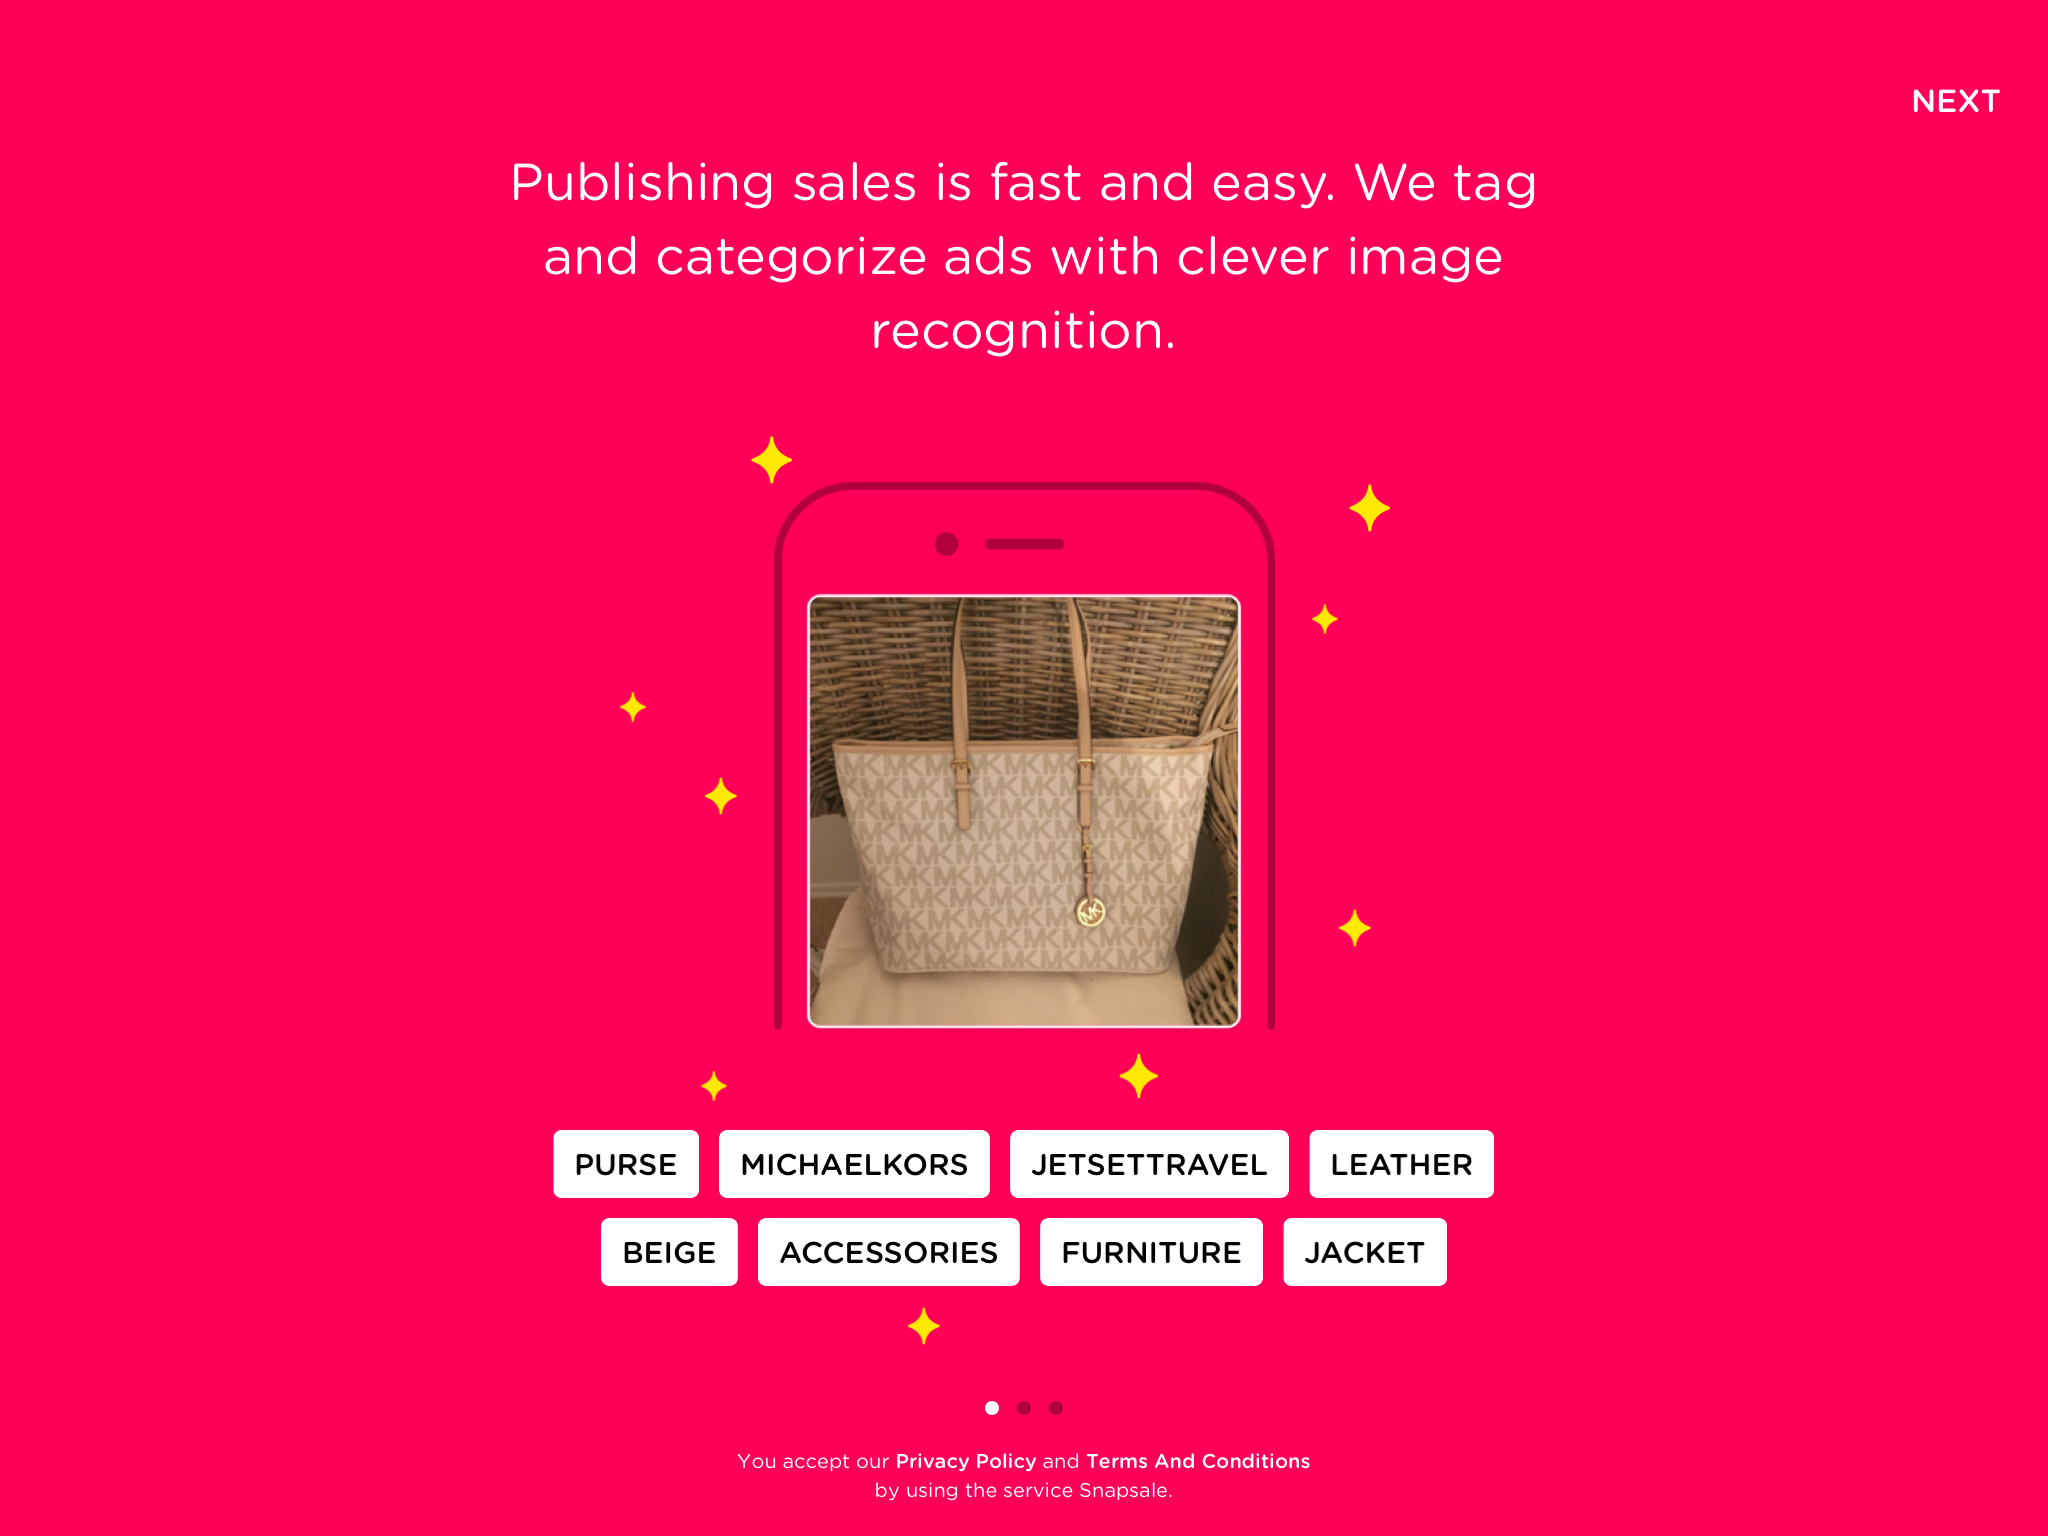 NEXT
Publishing sales is fast and easy. We tag
and categorize ads with clever image
recognition.
PURSE MICHAELKORS JETSETTRAVEL LEATHER
BEIGE ACCESSORIES FURNITURE JACKET
You accept our Privacy Policy and Terms And Conditions
by using the service Snapsale.